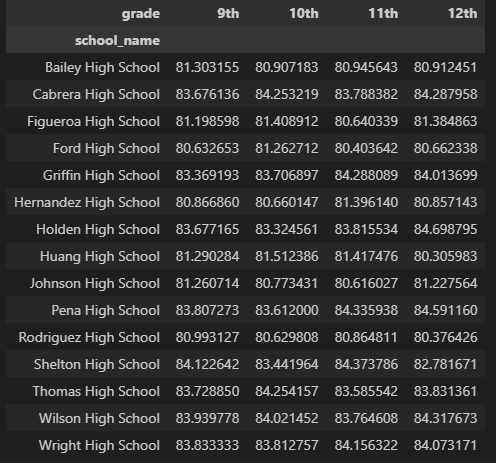 grade 9th 10th 11th 12th
school_name
Bailey High School 81.303155 80.907183 80.945643 80.912451
Cabrera High School 83.676136 84.253219 83.788382 84.287958
Figueroa High School 81.198598 81.408912 80.640339 81.384863
Ford High School 80.632653 81.262712 80.403642 80.662338
Griffin High School 83.369193 83.706897 84.288089 84.013699
Hernandez High School 80.866860 80.660147 81.396140 80.857143
Holden High School 83.677165 83.324561 83.815534 84.698795
Huang High School 81.290284 81.512386 81.417476 80.305983
Johnson High School 81.260714 80.773431 80.616027 81.227564
Pena High School 83.807273 83.612000 84.335938 84.591160
Rodriguez High School 80.993127 80.629808 80.864811 80.376426
Shelton High School 84.122642 83.441964 84.373786 82.781671
Thomas High School 83.728850 84.254157 83.585542 83.831361
Wilson High School 83.939778 84.021452 83.764608 84.317673
Wright High School 83.833333 83.812757 84.156322 84.073171